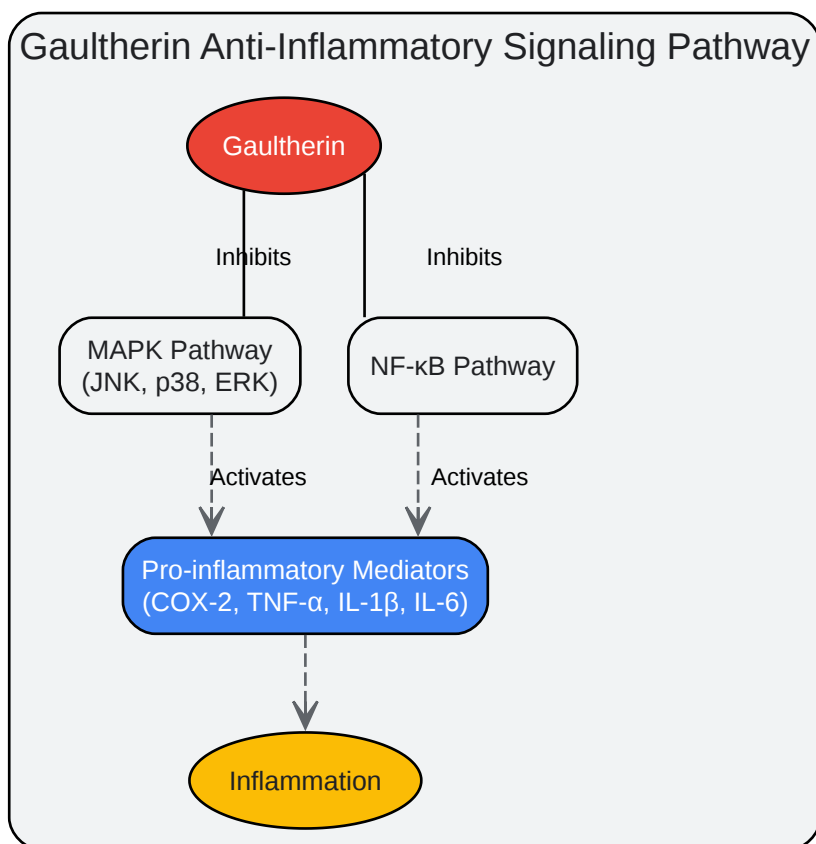 Gaultherin Anti-Inflammatory Signaling Pathway
Gaultherin
Inhibits
Inhibits
MAPK Pathway
(JNK, p38, ERK)
NF-κB Pathway
Activates
Activates
Pro-inflammatory Mediators
(COX-2, TNF-α, IL-1β, IL-6)
Inflammation